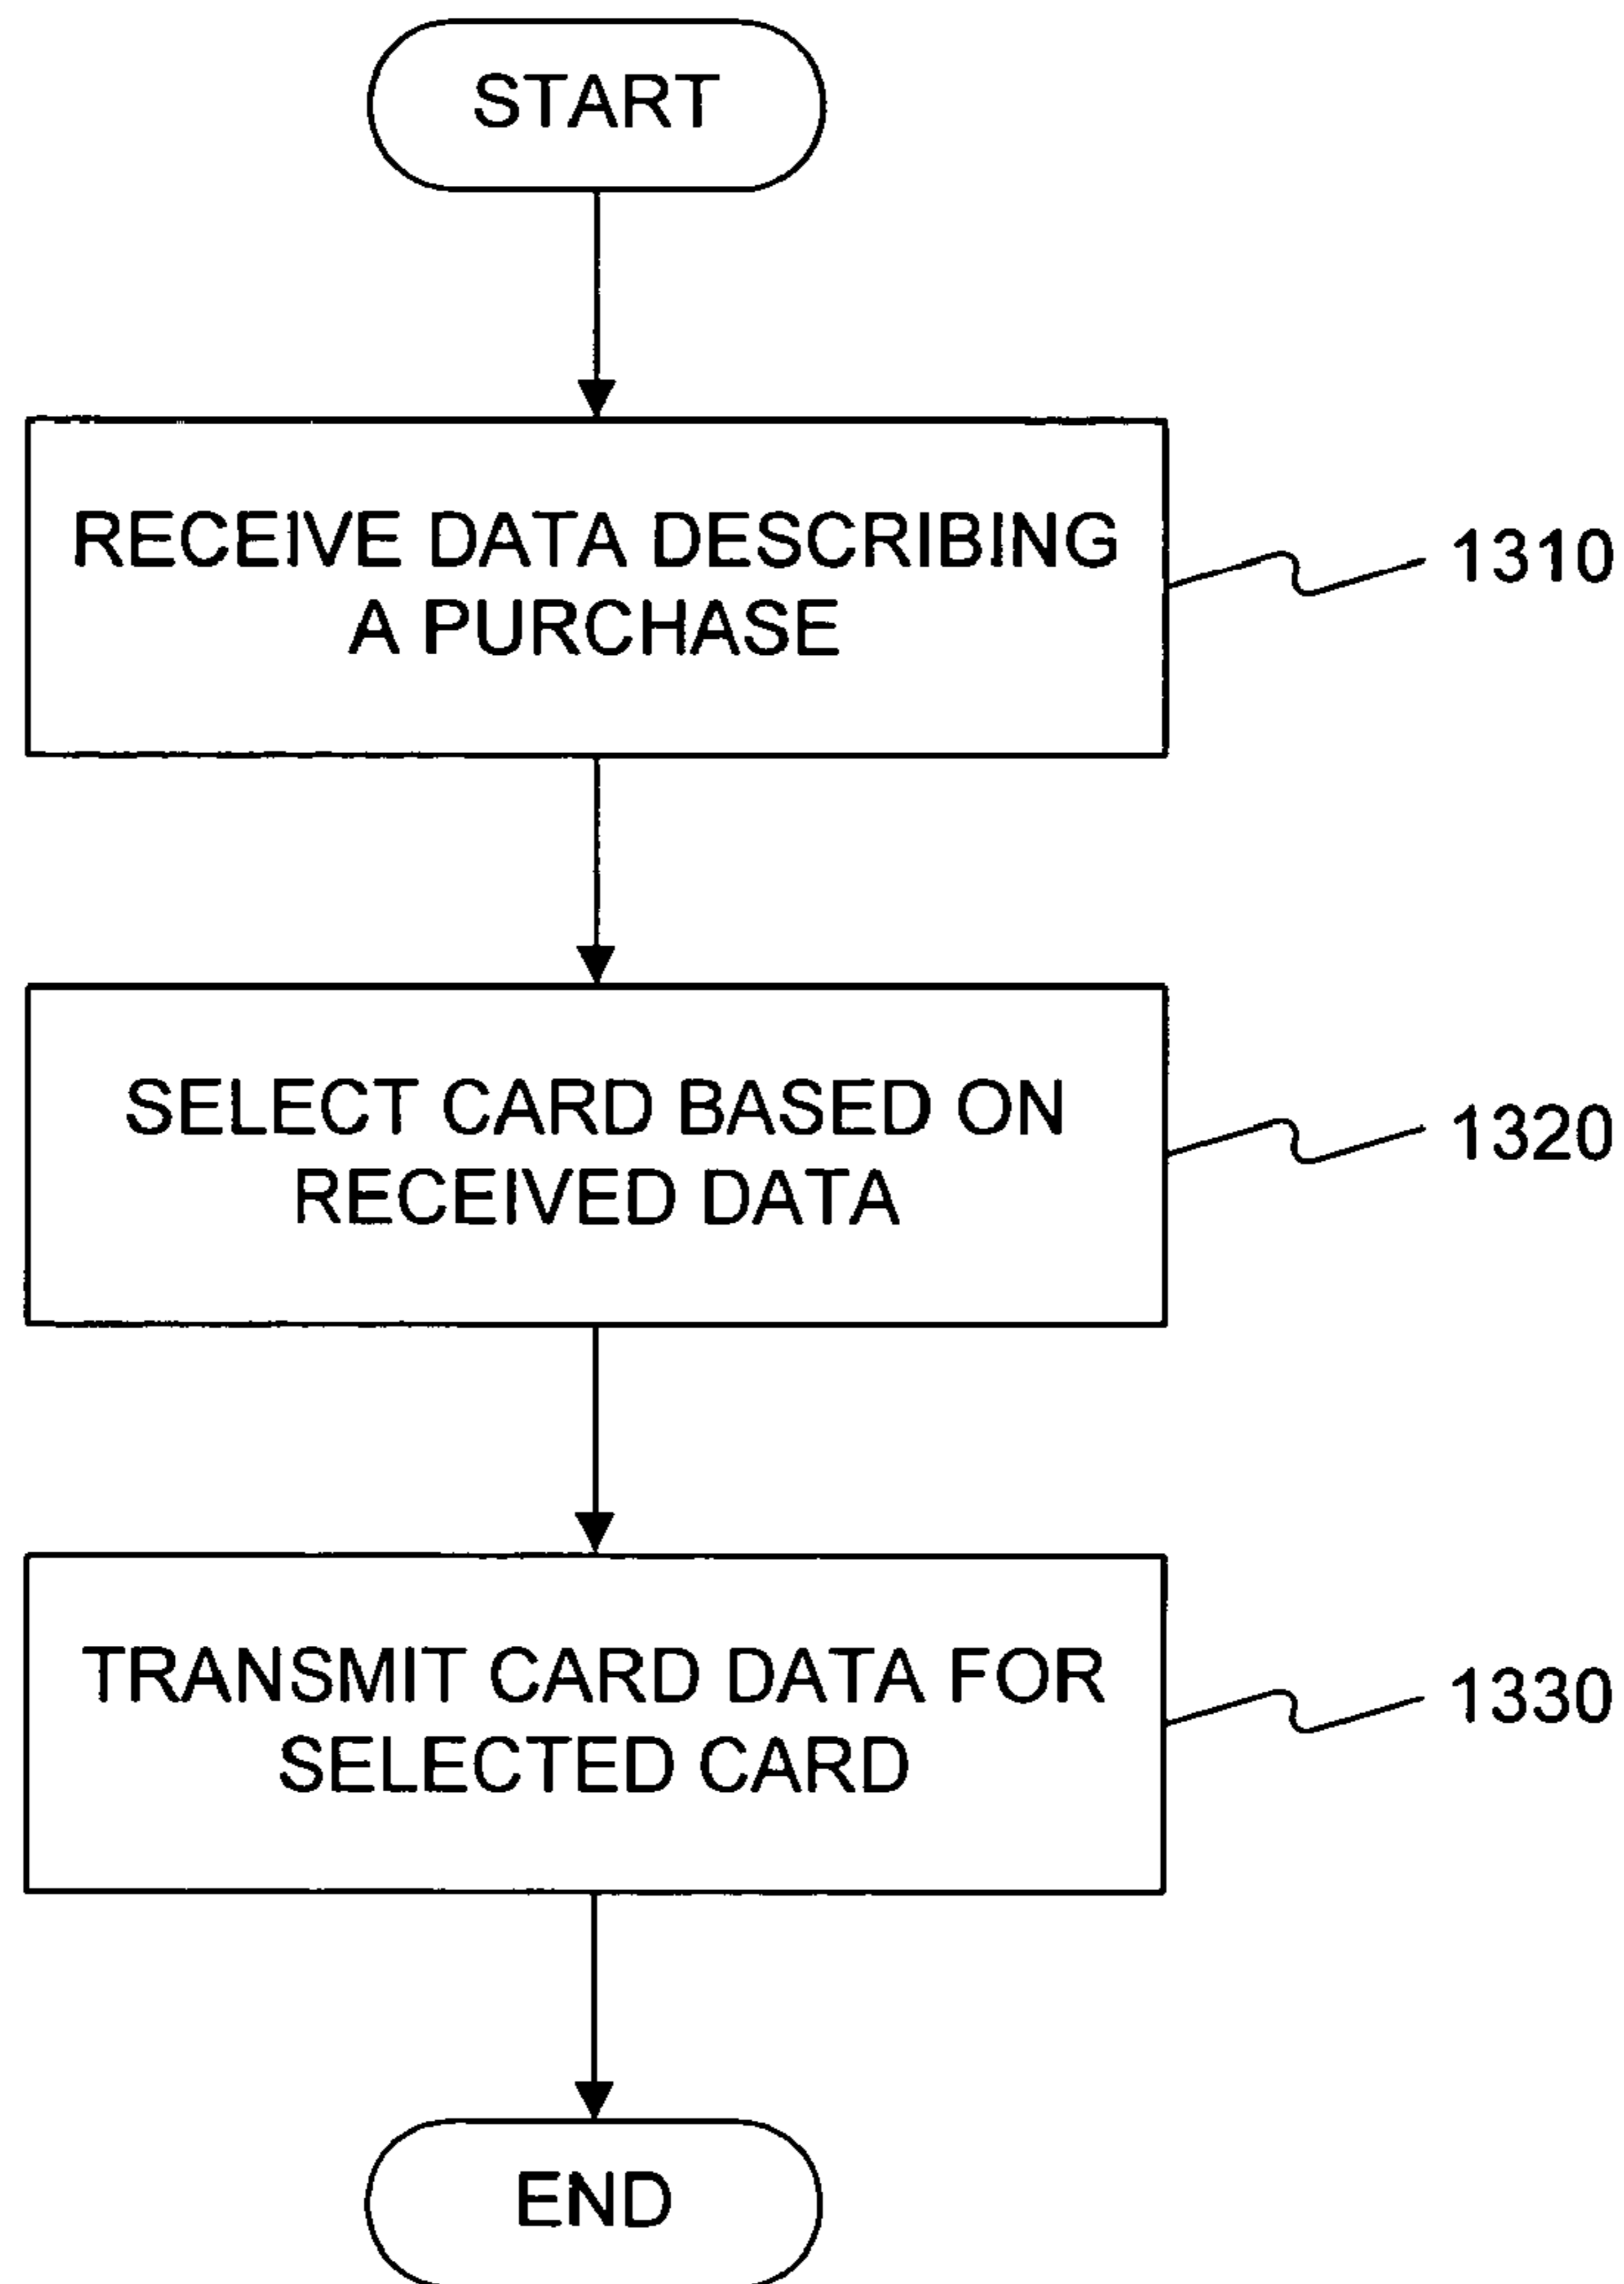 START
RECEIVE DATA DESCRIBING
A PURCHASE
1310
SELECT CARD BASED ON
RECEIVED DATA
1320
TRANSMIT CARD DATA FOR
SELECTED CARD
1330
END